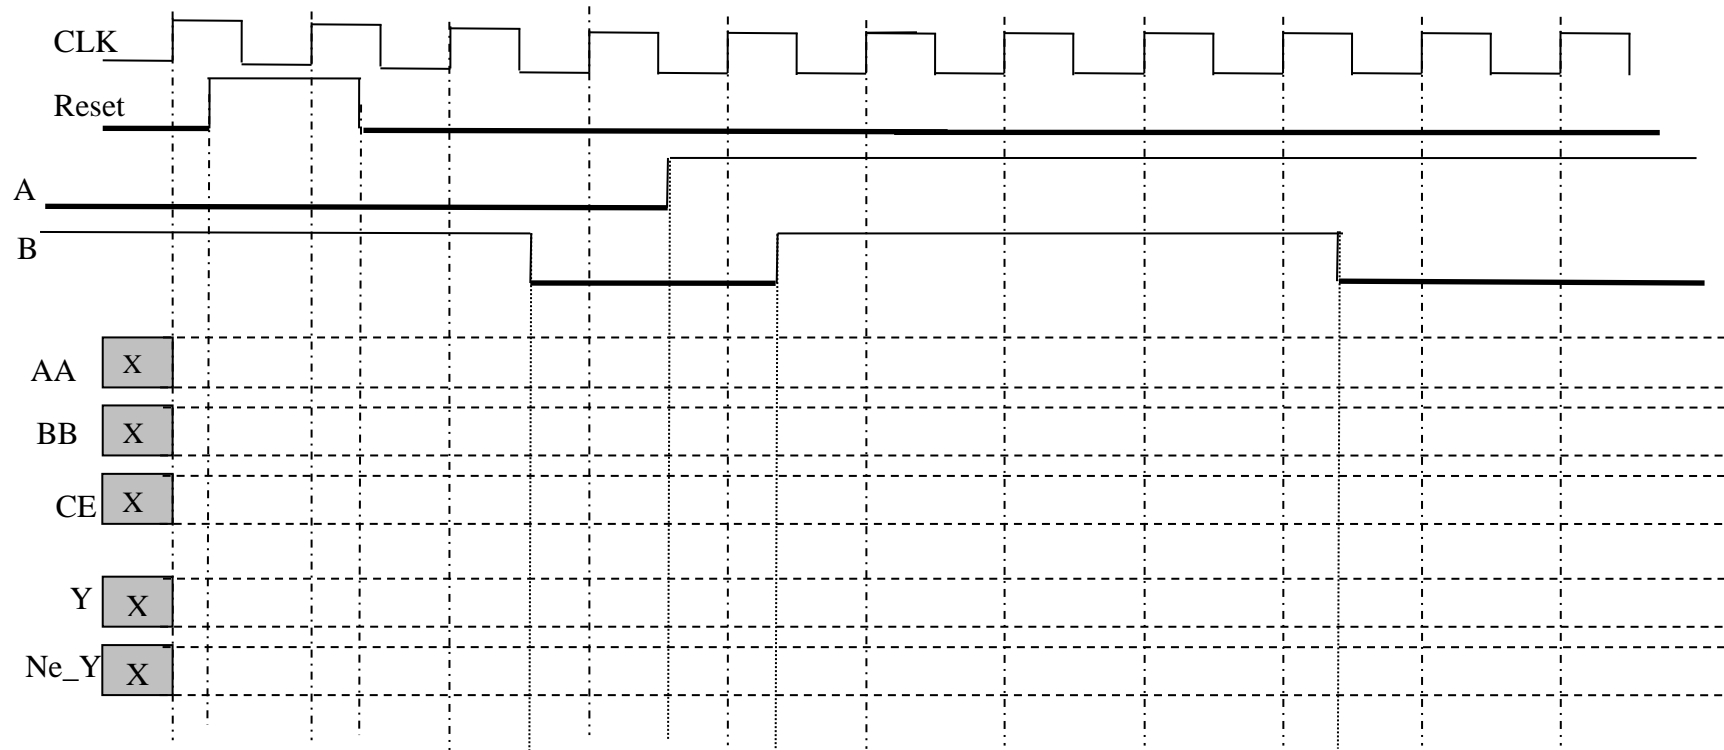 CLK
Reset
A
B
AA X
BB X
CE X
Y X
Ne_Y X